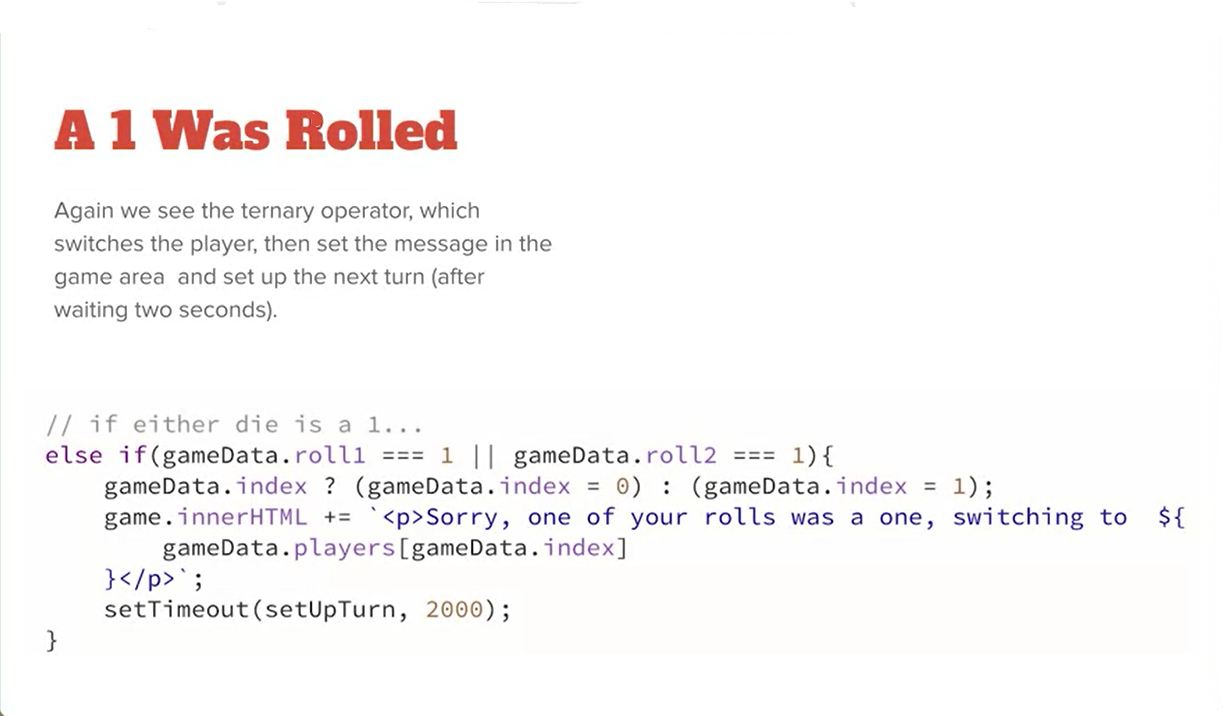 A 1 Was Rolled
Again we see the ternary operator, which
switches the player, then set the message in the
game area  and set up the next turn (after
waiting two seconds).
// if either die is a 1...
else if(gameData.roll1 === 1 || gameData.roll2 === 1){
    gameData.index ? (gameData.index = 0) : (gameData.index = 1);
    game.innerHTML += `<p>Sorry, one of your rolls was a one, switching to  ${
        gameData.players[gameData.index]
    }</p>`;
    setTimeout(setUpTurn, 2000);
}